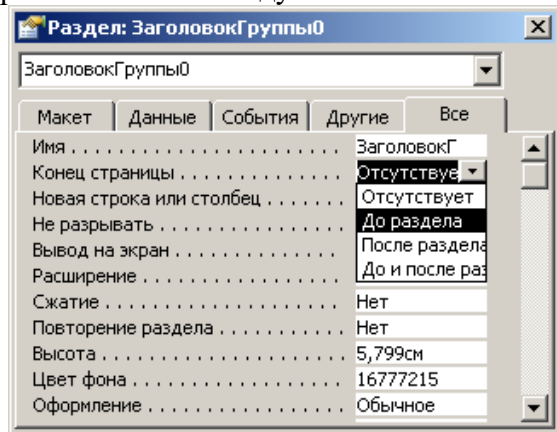 Раздел: ЗаголовокГруппы0
ЗаголовокГруппы0
Макет Данные События Другие Все
Имя . . . . . . . . . . . . . . . . . . . . . . . ЗаголовокГ
Конец страницы . . . . . . . . . . . . . . Отсутствуе
Новая строка или столбец . . . . . . . Отсутствует
Не разрывать . . . . . . . . . . . . . . . . До раздела
Вывод на экран . . . . . . . . . . . . . . После раздела
Расширение . . . . . . . . . . . . . . . . . До и после раз
Сжатие . . . . . . . . . . . . . . . . . . . . Нет
Повторение раздела . . . . . . . . . . . Нет
Высота . . . . . . . . . . . . . . . . . . . . 5,799см
Цвет фона . . . . . . . . . . . . . . . . . . 16777215
Оформление . . . . . . . . . . . . . . . . . Обычное